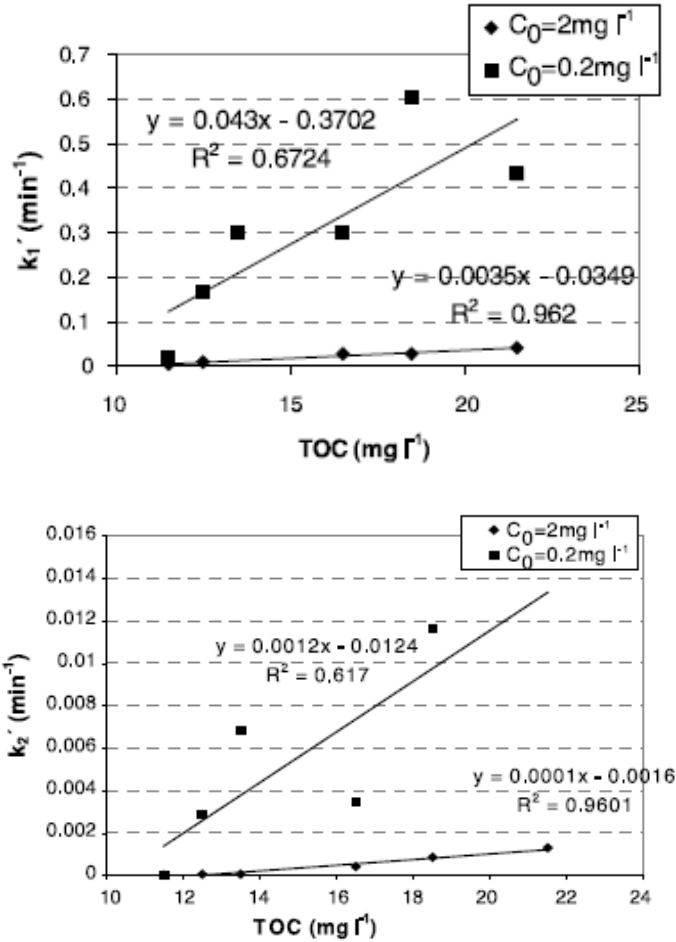 C₀=2mg l⁻¹
C₀=0.2mg l⁻¹
0.7
0.6
0.5
0.4
0.3
0.2
0.1
0
y = 0.043x - 0.3702
R² = 0.6724
y = 0.0035x - 0.0349
R² = 0.962
k₁´ (min⁻¹)
10 15 20 25
TOC (mg l⁻¹)
C₀=2mg l⁻¹
C₀=0.2mg l⁻¹
0.016
0.014
0.012
0.01
0.008
0.006
0.004
0.002
0
y = 0.0012x - 0.0124
R² = 0.617
y = 0.0001x - 0.0016
R² = 0.9601
k₂´ (min⁻¹)
10 12 14 16 18 20 22 24
TOC (mg l⁻¹)